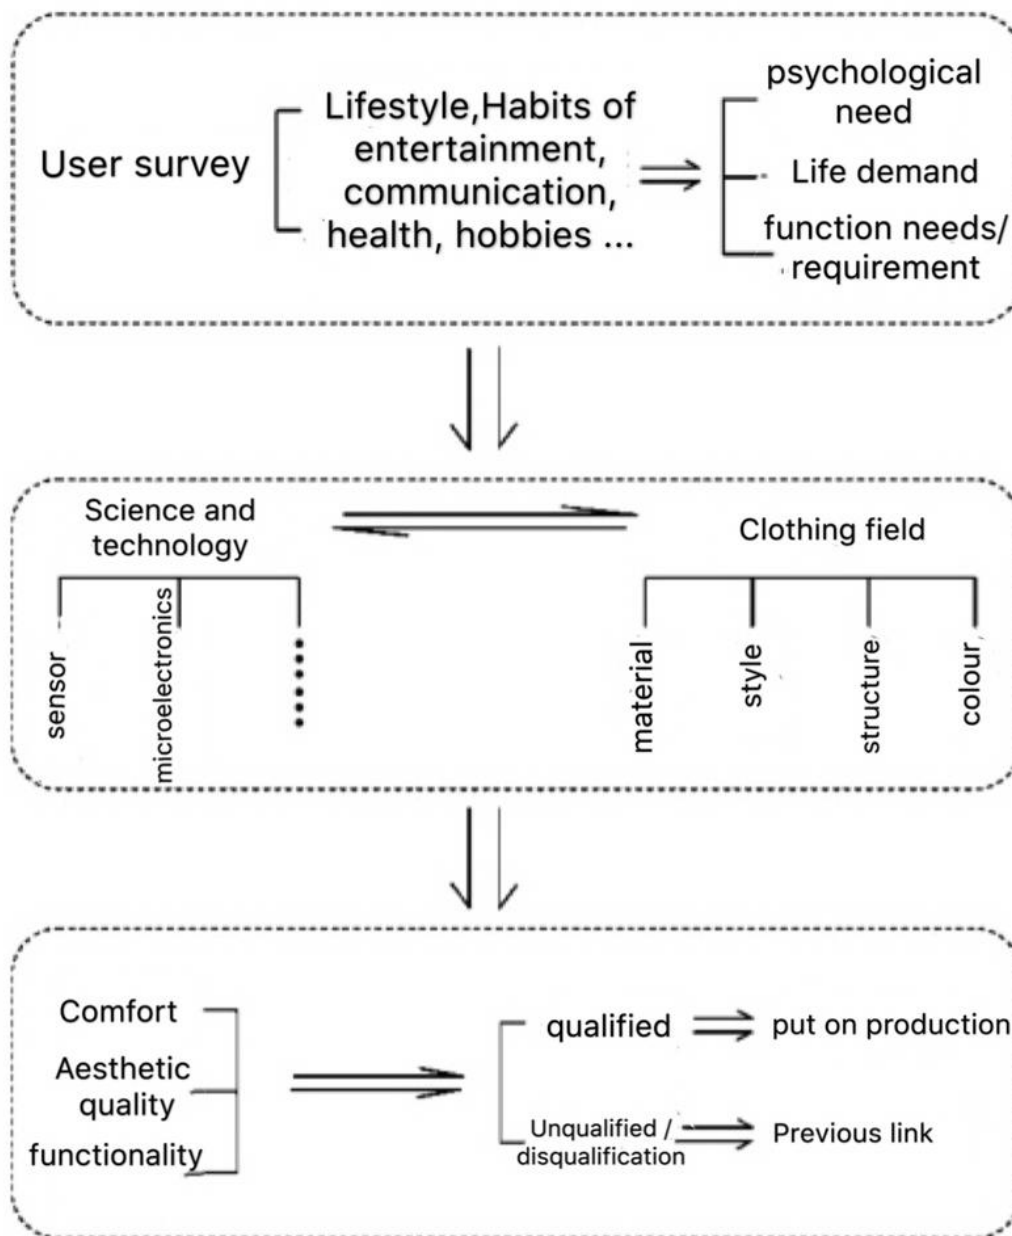 User survey
Lifestyle,Habits of
entertainment,
communication,
health, hobbies ...
psychological
need
Life demand
function needs/
requirement
Science and
technology
Clothing field
sensor
microelectronics
......
material
style
structure
colour
Comfort
Aesthetic
quality
functionality
qualified
put on production
Unqualified /
disqualification
Previous link